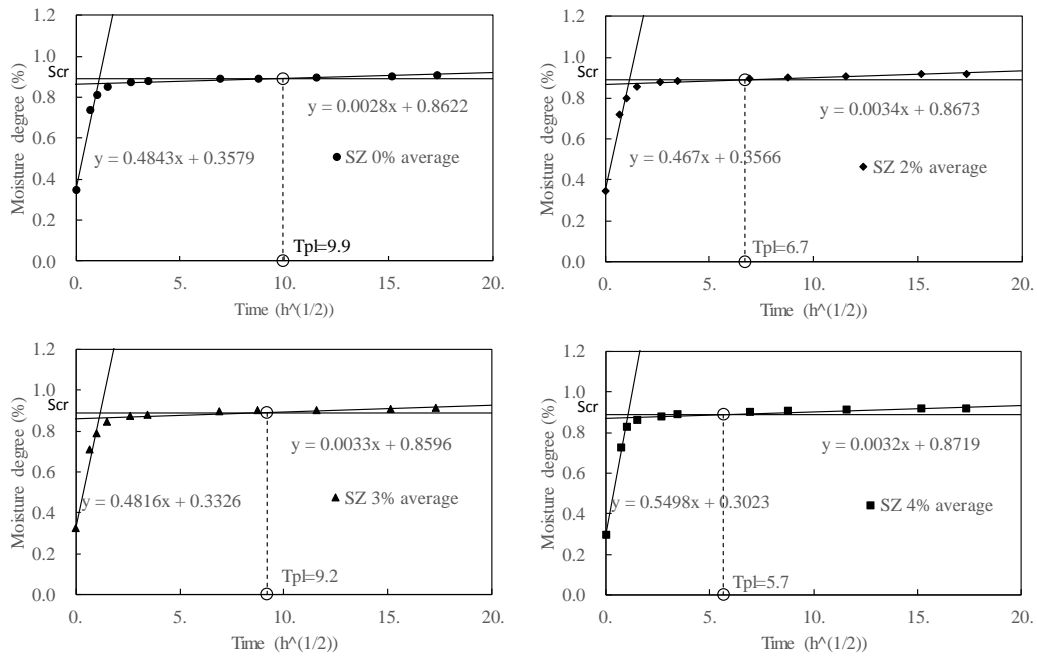 1.2
1.0
Scr
0.8
0.6
0.4
0.2
0.0
Moisture degree (%)
y = 0.0028x + 0.8622
y = 0.4843x + 0.3579
SZ 0% average
Tpl=9.9
0.
5.
10.
15.
20.
Time (h^(1/2))
1.2
1.0
Scr
0.8
0.6
0.4
0.2
0.0
Moisture degree (%)
y = 0.0034x + 0.8673
y = 0.467x + 0.3566
SZ 2% average
Tpl=6.7
0.
5.
10.
15.
20.
Time (h^(1/2))
1.2
1.0
Scr
0.8
0.6
0.4
0.2
0.0
Moisture degree (%)
y = 0.0033x + 0.8596
y = 0.4816x + 0.3326
SZ 3% average
Tpl=9.2
0.
5.
10.
15.
20.
Time (h^(1/2))
1.2
1.0
Scr
0.8
0.6
0.4
0.2
0.0
Moisture degree (%)
y = 0.0032x + 0.8719
y = 0.5498x + 0.3023
SZ 4% average
Tpl=5.7
0.
5.
10.
15.
20.
Time (h^(1/2))